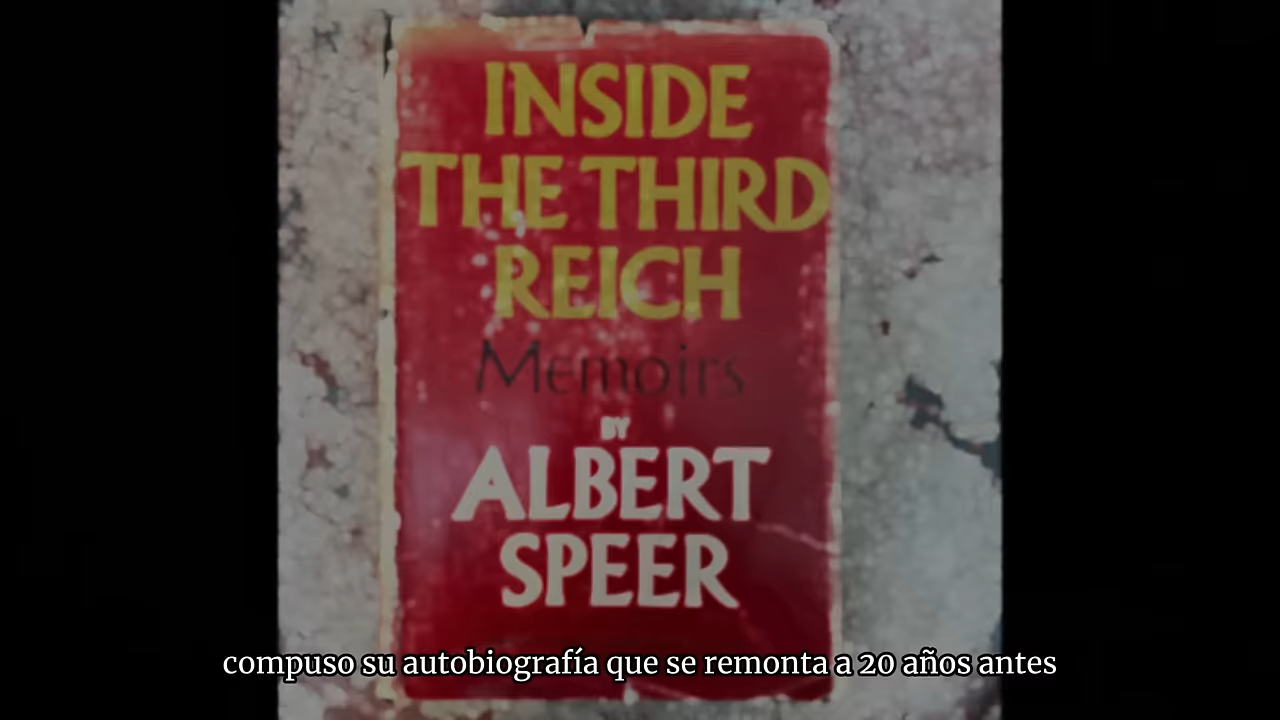 INSIDE
THE THIRD
REICH
Memoirs
BY
ALBERT
SPEER
compuso su autobiografía que se remonta a 20 años antes